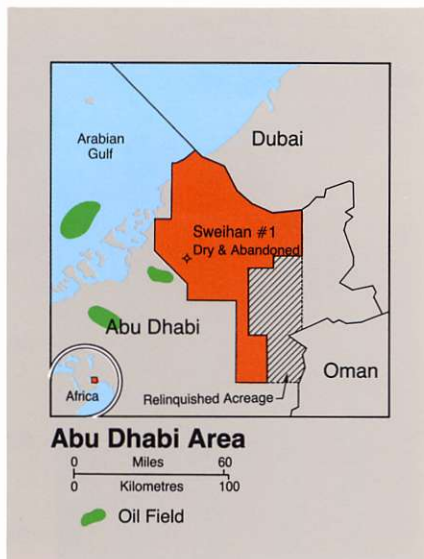 Arabian
Gulf
Dubai
Sweihan #1
Dry & Abandoned
Abu Dhabi
Oman
Africa
Relinquished Acreage
Abu Dhabi Area
0 Miles 60
0 Kilometres 100
Oil Field